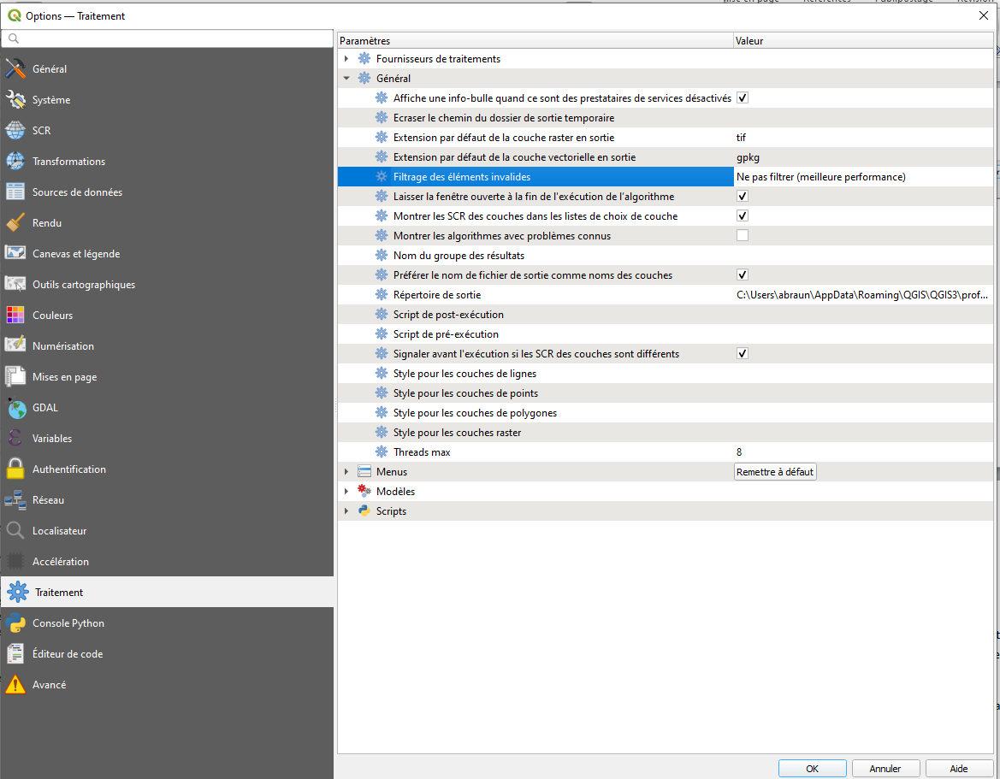 Options — Traitement
Général
Système
SCR
Transformations
Sources de données
Rendu
Canevas et légende
Outils cartographiques
Couleurs
Numérisation
Mises en page
GDAL
Variables
Authentification
Réseau
Localisateur
Accélération
Traitement
Console Python
Éditeur de code
Avancé
Paramètres Valeur
Fournisseurs de traitements
Général
Affiche une info-bulle quand ce sont des prestataires de services désactivés
Ecraser le chemin du dossier de sortie temporaire
Extension par défaut de la couche raster en sortie tif
Extension par défaut de la couche vectorielle en sortie gpkg
Filtrage des éléments invalides Ne pas filtrer (meilleure performance)
Laisser la fenêtre ouverte à la fin de l'exécution de l'algorithme
Montrer les SCR des couches dans les listes de choix de couche
Montrer les algorithmes avec problèmes connus
Nom du groupe des résultats
Préférer le nom de fichier de sortie comme noms des couches
Répertoire de sortie C:\Users\abraun\AppData\Roaming\QGIS\QGIS3\prof...
Script de post-exécution
Script de pré-exécution
Signaler avant l'exécution si les SCR des couches sont différents
Style pour les couches de lignes
Style pour les couches de points
Style pour les couches de polygones
Style pour les couches raster
Threads max 8
Menus Remettre à défaut
Modèles
Scripts
OK Annuler Aide